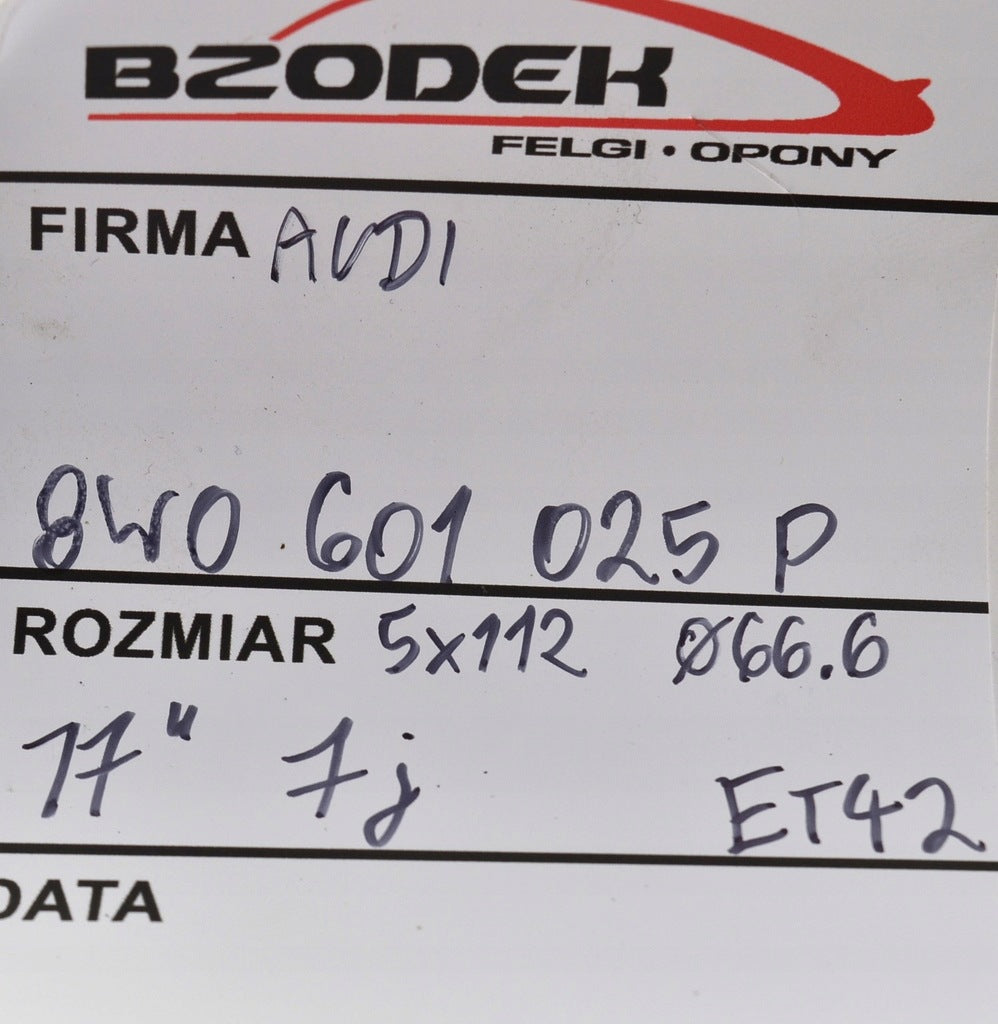 BZODEK
FELGI • OPONY
FIRMA AUDI
8W0 601 025 P
ROZMIAR 5x112 Ø66.6
17" 7j ET42
DATA